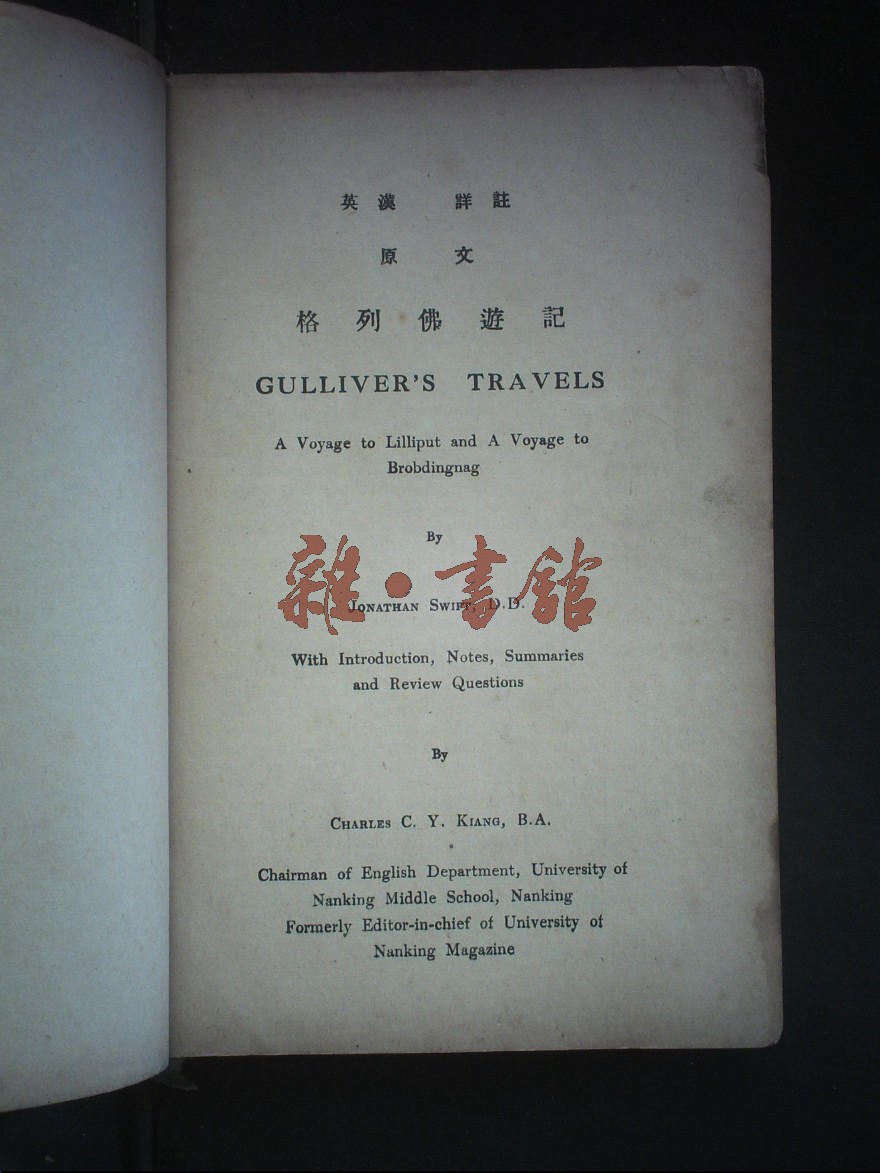 英漢 詳註
原文
格列佛遊記
GULLIVER'S TRAVELS
A Voyage to Lilliput and A Voyage to
Brobdingnag
By
雜·書館
JONATHAN SWIFT, D.D.
With Introduction, Notes, Summaries
and Review Questions
By
CHARLES C. Y. KIANG, B.A.
Chairman of English Department, University of
Nanking Middle School, Nanking
Formerly Editor-in-chief of University of
Nanking Magazine